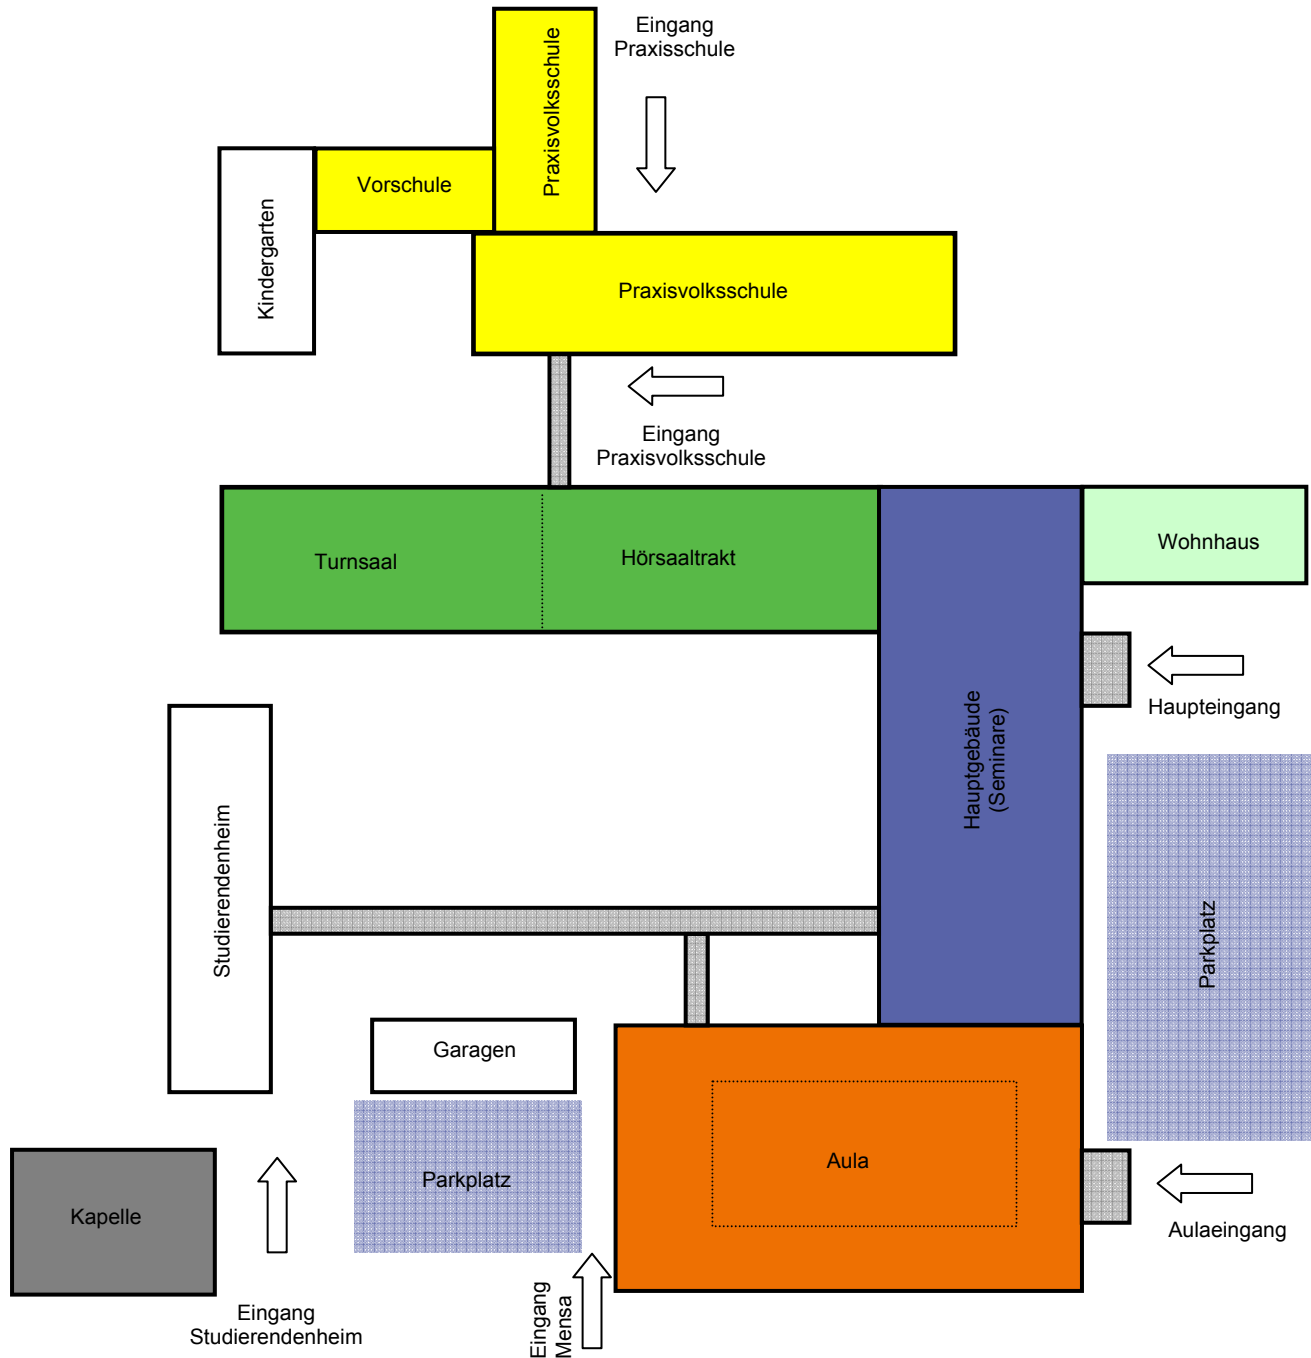 Eingang
Praxisschule
Praxisvolksschule
Vorschule
Kindergarten
Praxisvolksschule
Eingang
Praxisvolksschule
Turnsaal
Hörsaaltrakt
Wohnhaus
Haupteingang
Hauptgebäude
(Seminare)
Studierendenheim
Parkplatz
Garagen
Parkplatz
Aula
Kapelle
Aulaeingang
Eingang
Studierendenheim
Eingang
Mensa